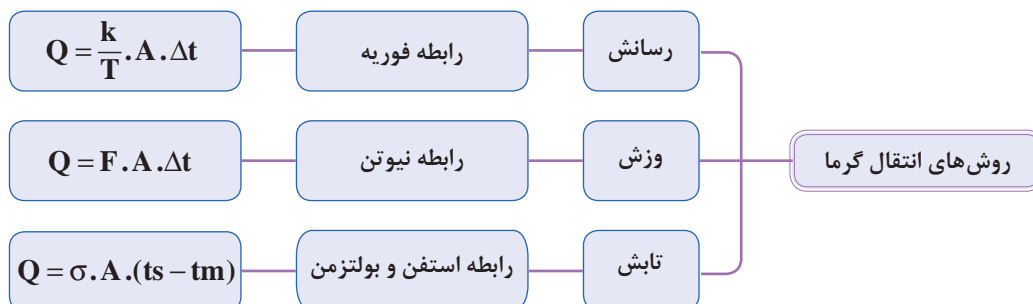 روش‌های انتقال گرما
رسانش
رابطه فوریه
Q = k/T . A . Δt
وزش
رابطه نیوتن
Q = F . A . Δt
تابش
رابطه استفن و بولتزمن
Q = σ . A . (ts − tm)